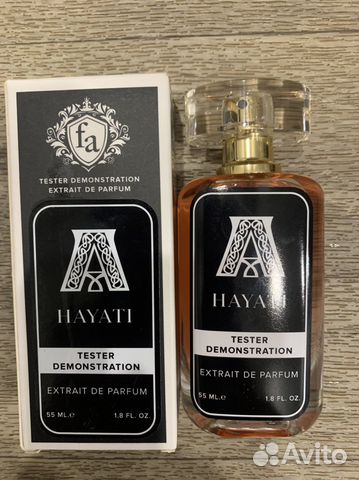 fa
TESTER DEMONSTRATION
EXTRAIT DE PARFUM
A
HAYATI
TESTER
DEMONSTRATION
EXTRAIT DE PARFUM
55 ML.e 1.8 FL. OZ.
A
HAYATI
TESTER
DEMONSTRATION
EXTRAIT DE PARFUM
55 ML.e 1.8 FL. OZ.
Avito